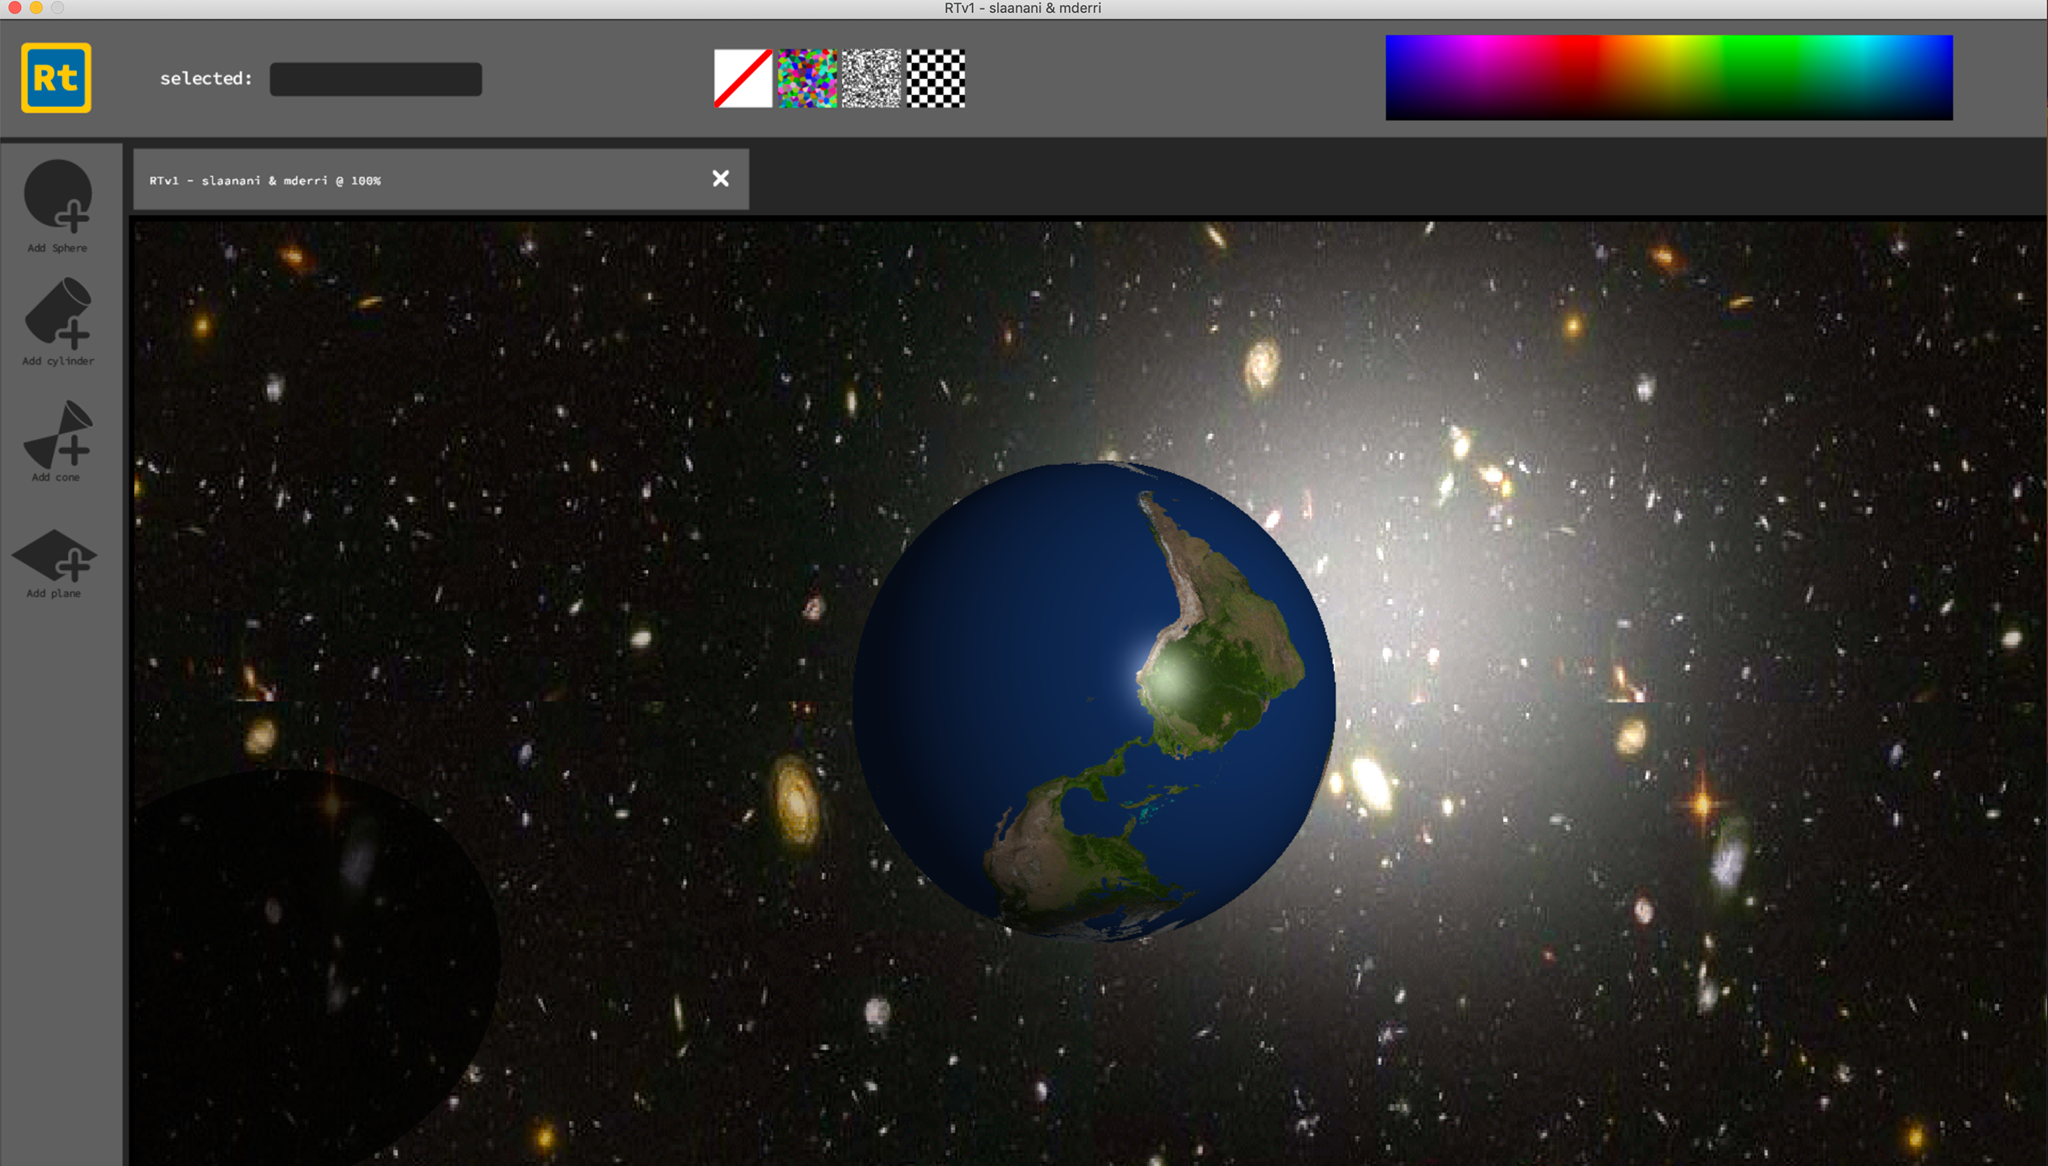 RTv1 - slaanani & mderri
Rt
selected:
RTv1 - slaanani & mderri @ 100%
Add Sphere
Add cylinder
Add cone
Add plane